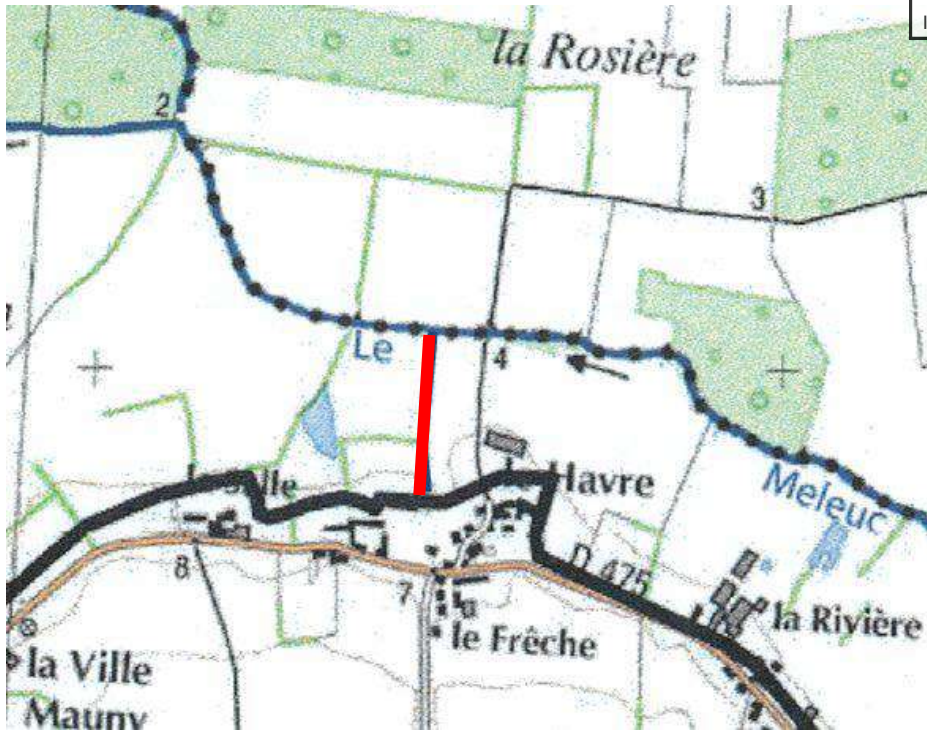 la Rosière
2
3
Le
4
Havre
Meleuc
D 475
8
7
la Rivière
le Frêche
la Ville
Mauny